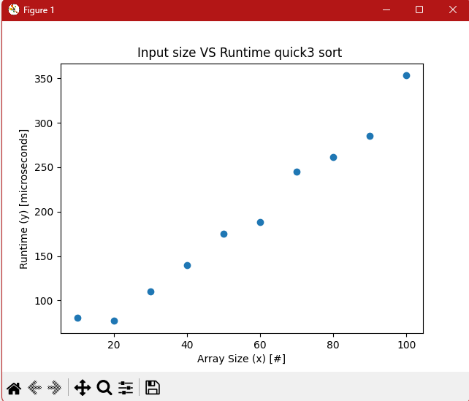 Figure 1
Input size VS Runtime quick3 sort
350
300
250
200
150
100
Runtime (y) [microseconds]
20 40 60 80 100
Array Size (x) [#]